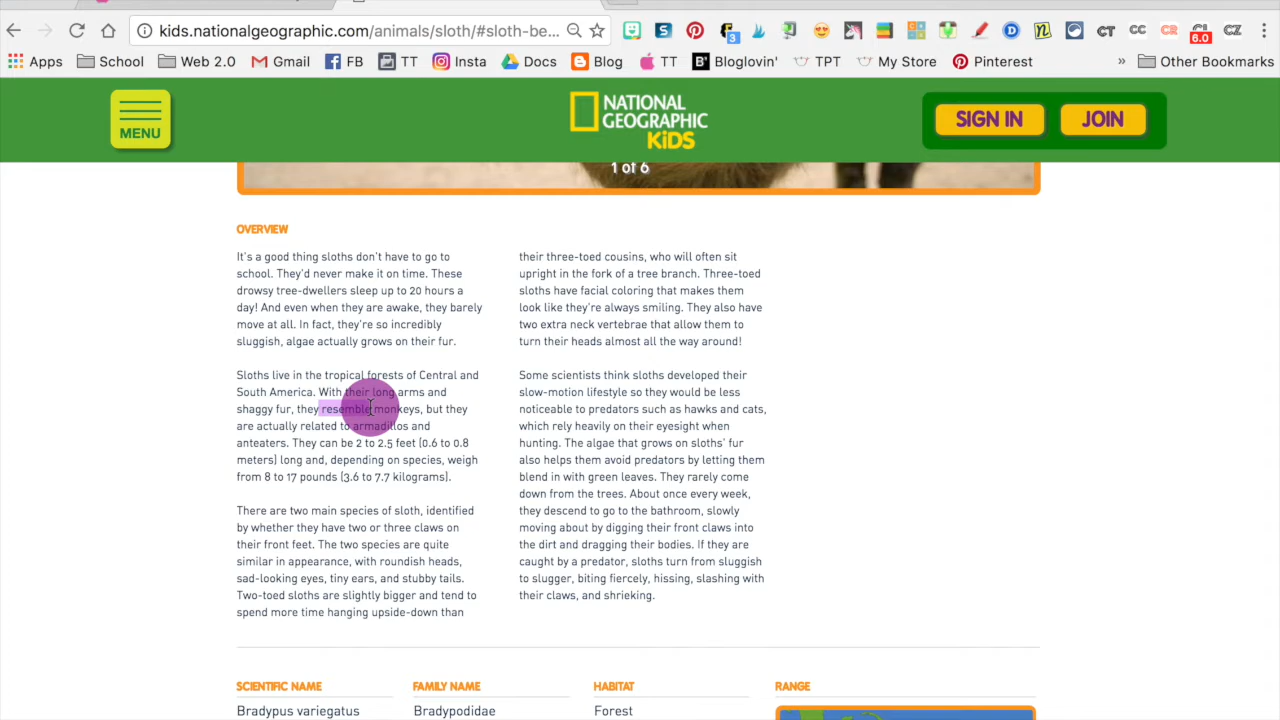 kids.nationalgeographic.com/animals/sloth/#sloth-be...
3
CT
CC
CR
6.0
CZ
Apps School Web 2.0 Gmail FB TT Insta Docs Blog TT Bloglovin' TPT My Store Pinterest » Other Bookmarks
MENU
NATIONAL
GEOGRAPHIC
KiDS
SIGN IN
JOIN
1 of 6
OVERVIEW
It's a good thing sloths don't have to go to
school. They'd never make it on time. These
drowsy tree-dwellers sleep up to 20 hours a
day! And even when they are awake, they barely
move at all. In fact, they're so incredibly
sluggish, algae actually grows on their fur.
Sloths live in the tropical forests of Central and
South America. With their long arms and
shaggy fur, they resemble monkeys, but they
are actually related to armadillos and
anteaters. They can be 2 to 2.5 feet (0.6 to 0.8
meters) long and, depending on species, weigh
from 8 to 17 pounds (3.6 to 7.7 kilograms).
There are two main species of sloth, identified
by whether they have two or three claws on
their front feet. The two species are quite
similar in appearance, with roundish heads,
sad-looking eyes, tiny ears, and stubby tails.
Two-toed sloths are slightly bigger and tend to
spend more time hanging upside-down than
their three-toed cousins, who will often sit
upright in the fork of a tree branch. Three-toed
sloths have facial coloring that makes them
look like they're always smiling. They also have
two extra neck vertebrae that allow them to
turn their heads almost all the way around!
Some scientists think sloths developed their
slow-motion lifestyle so they would be less
noticeable to predators such as hawks and cats,
which rely heavily on their eyesight when
hunting. The algae that grows on sloths' fur
also helps them avoid predators by letting them
blend in with green leaves. They rarely come
down from the trees. About once every week,
they descend to go to the bathroom, slowly
moving about by digging their front claws into
the dirt and dragging their bodies. If they are
caught by a predator, sloths turn from sluggish
to slugger, biting fiercely, hissing, slashing with
their claws, and shrieking.
SCIENTIFIC NAME
Bradypus variegatus
FAMILY NAME
Bradypodidae
HABITAT
Forest
RANGE